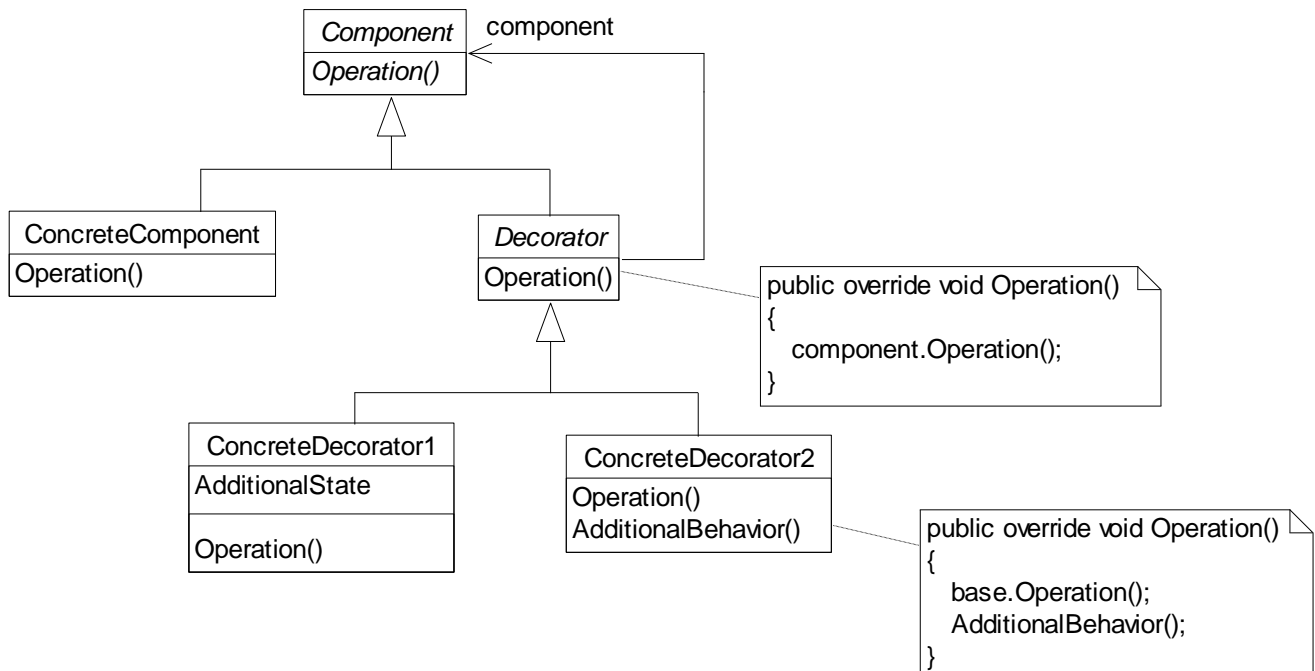 Component
component
Operation()
ConcreteComponent
Operation()
Decorator
Operation()
public override void Operation()
{
component.Operation();
}
ConcreteDecorator1
AdditionalState
Operation()
ConcreteDecorator2
Operation()
AdditionalBehavior()
public override void Operation()
{
base.Operation();
AdditionalBehavior();
}